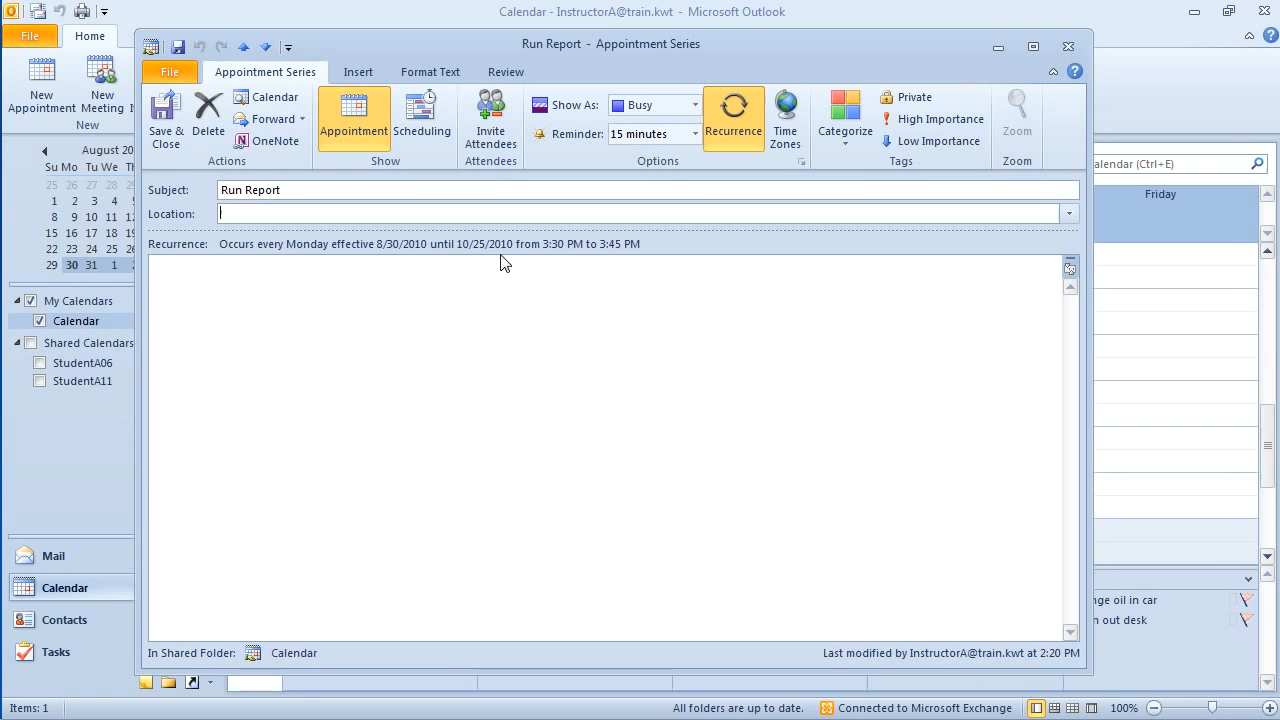 Calendar - InstructorA@train.kwt - Microsoft Outlook
File Home
New Appointment
New Meeting
New
Run Report - Appointment Series
File Appointment Series Insert Format Text Review
Save & Close
Delete
Calendar
Forward
OneNote
Actions
Appointment
Scheduling
Show
Invite Attendees
Attendees
Show As: Busy
Reminder: 15 minutes
Recurrence
Time Zones
Options
Categorize
Private
High Importance
Low Importance
Tags
Zoom
Zoom
Subject: Run Report
Location:
Recurrence: Occurs every Monday effective 8/30/2010 until 10/25/2010 from 3:30 PM to 3:45 PM
In Shared Folder: Calendar
Last modified by InstructorA@train.kwt at 2:20 PM
August 20
Su Mo Tu We Th
25 26 27 28 29
1 2 3 4
8 9 10 11
15 16 17 18
22 23 24 25
29 30 31 1
My Calendars
Calendar
Shared Calendars
StudentA06
StudentA11
Mail
Calendar
Contacts
Tasks
alendar (Ctrl+E)
Friday
nge oil in car
n out desk
Items: 1
All folders are up to date.
Connected to Microsoft Exchange
100%